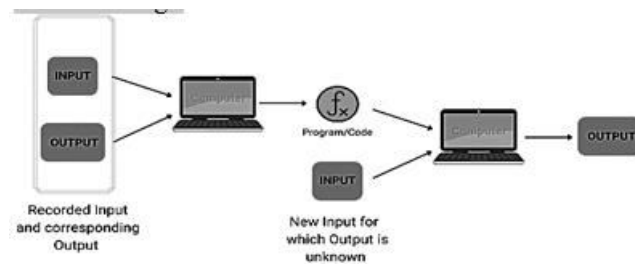 INPUT
OUTPUT
Recorded Input
and corresponding
Output
Computer
fx
Program/Code
INPUT
New Input for
which Output is
unknown
Computer
OUTPUT